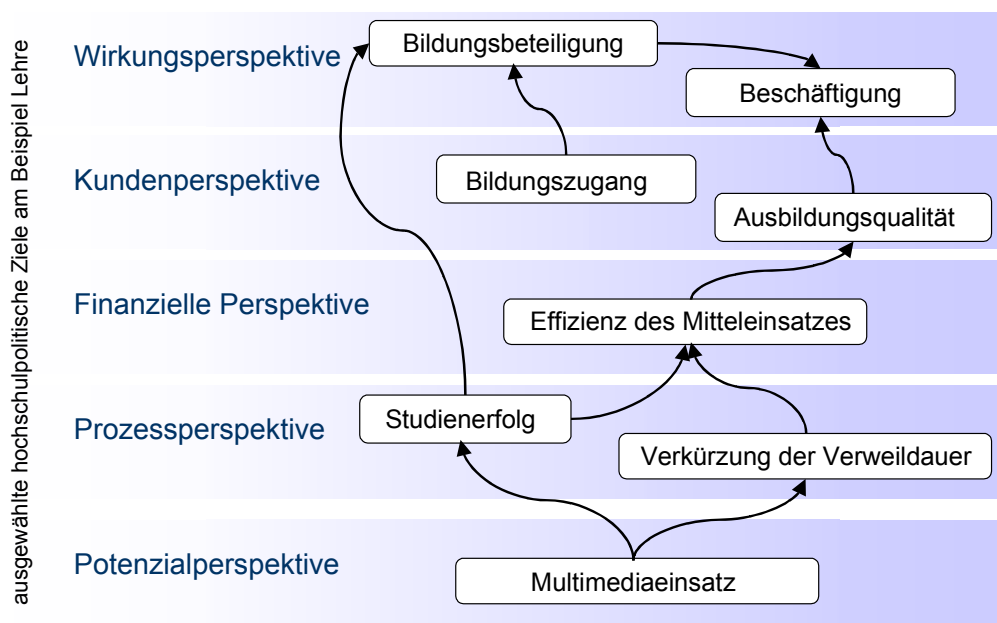 ausgewählte hochschulpolitische Ziele am Beispiel Lehre
Wirkungsperspektive
Bildungsbeteiligung
Beschäftigung
Kundenperspektive
Bildungszugang
Ausbildungsqualität
Finanzielle Perspektive
Effizienz des Mitteleinsatzes
Prozessperspektive
Studienerfolg
Verkürzung der Verweildauer
Potenzialperspektive
Multimediaeinsatz